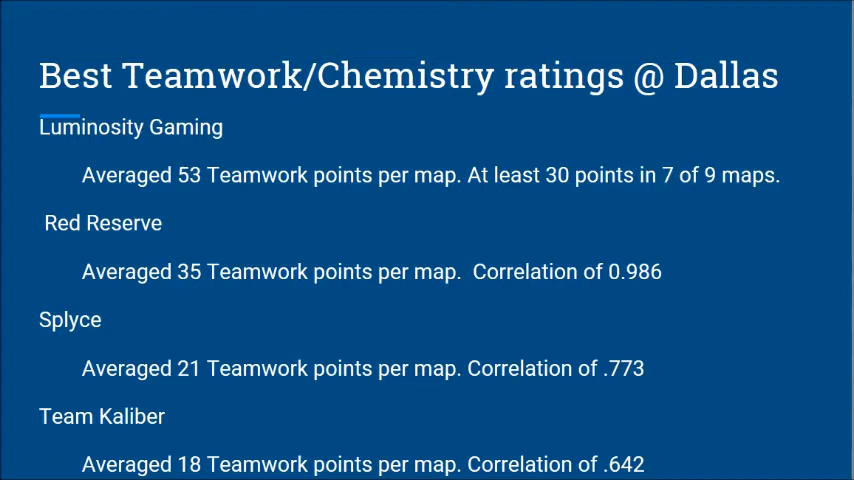 Best Teamwork/Chemistry ratings @ Dallas
Luminosity Gaming
Averaged 53 Teamwork points per map. At least 30 points in 7 of 9 maps.
Red Reserve
Averaged 35 Teamwork points per map. Correlation of 0.986
Splyce
Averaged 21 Teamwork points per map. Correlation of .773
Team Kaliber
Averaged 18 Teamwork points per map. Correlation of .642